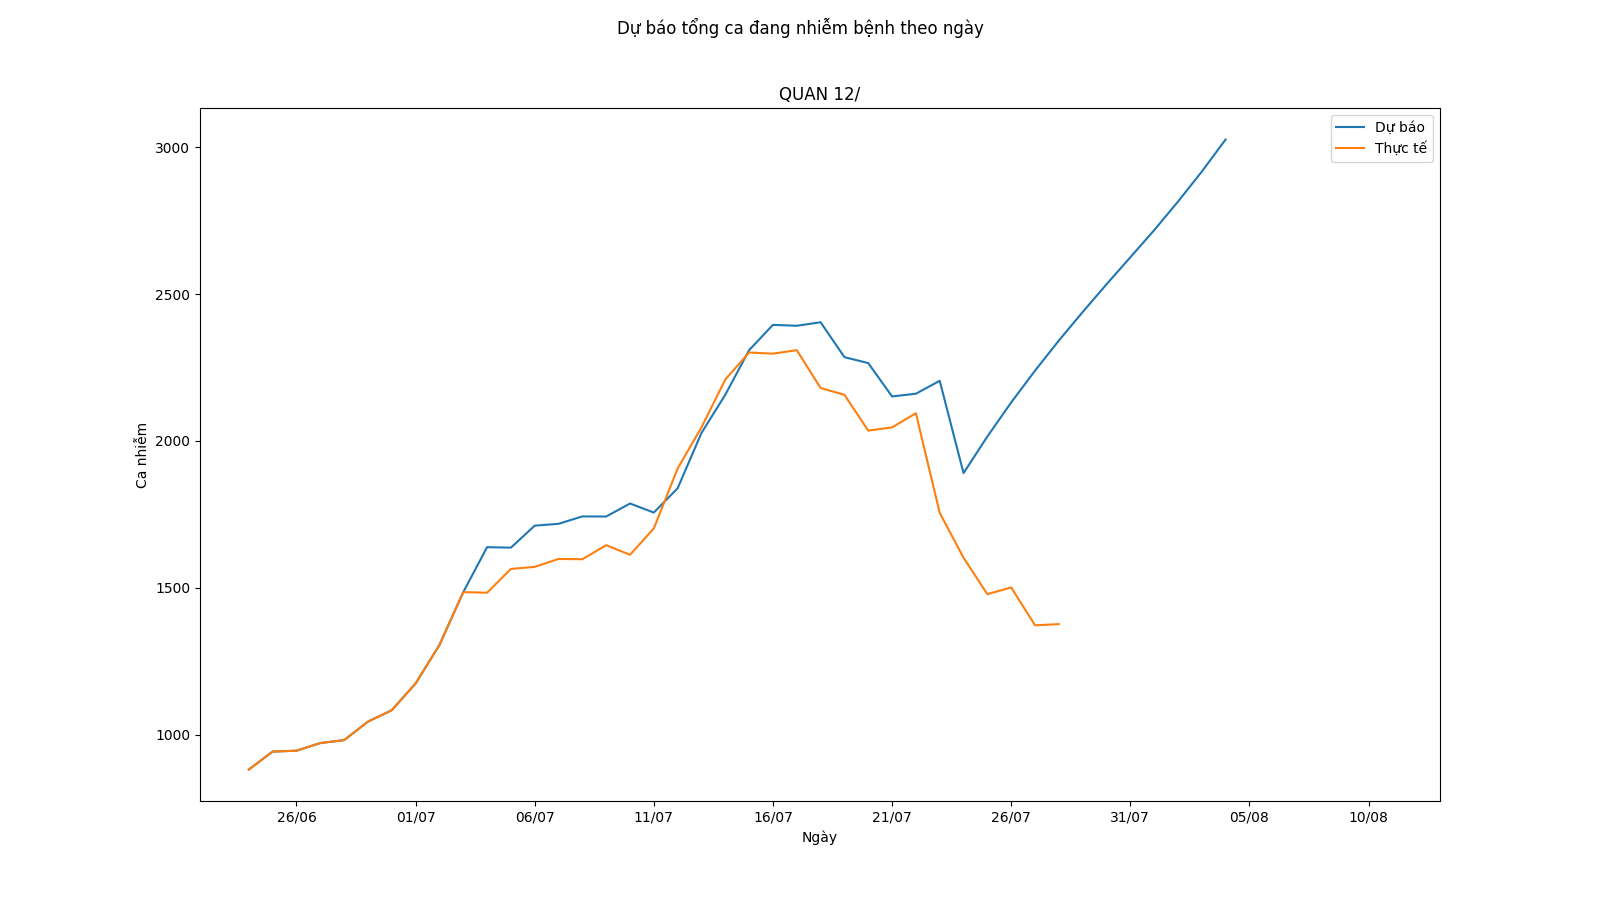 Dự báo tổng ca đang nhiễm bệnh theo ngày
QUAN 12/
Dự báo
Thực tế
3000
2500
2000
1500
1000
Ca nhiễm
26/06
01/07
06/07
11/07
16/07
21/07
26/07
31/07
05/08
10/08
Ngày